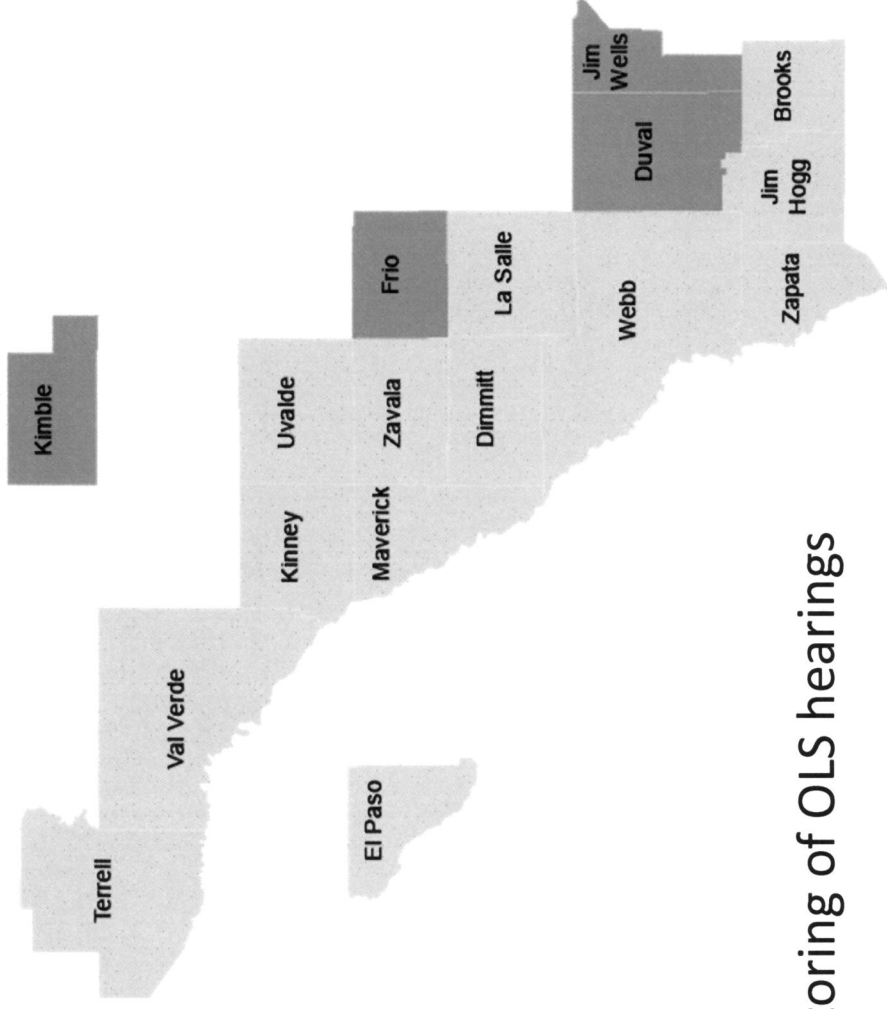 Kimble
Terrell
Val Verde
Kinney
Uvalde
El Paso
Maverick
Zavala
Frio
Dimmitt
La Salle
Jim
Wells
Webb
Duval
Zapata
Jim
Hogg
Brooks
oring of OLS hearings